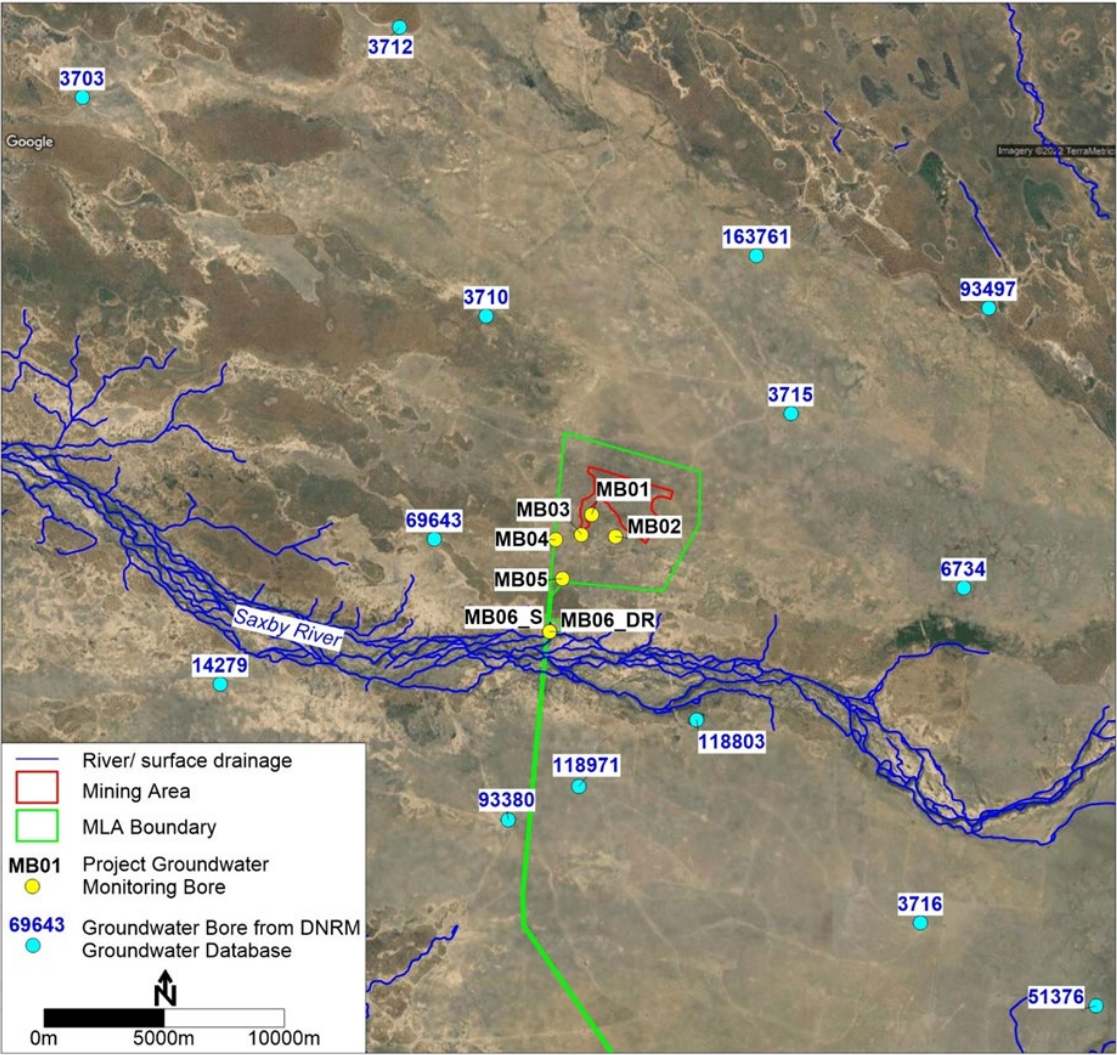 3712
3703
Google
Imagery ©2022 TerraMetrics
163761
93497
3710
3715
MB01
MB03
MB02
69643
MB04
MB05
6734
MB06_S
MB06_DR
Saxby River
14279
118803
118971
93380
3716
51376
River/ surface drainage
Mining Area
MLA Boundary
MB01 Project Groundwater
Monitoring Bore
69643 Groundwater Bore from DNRM
Groundwater Database
N
0m 5000m 10000m